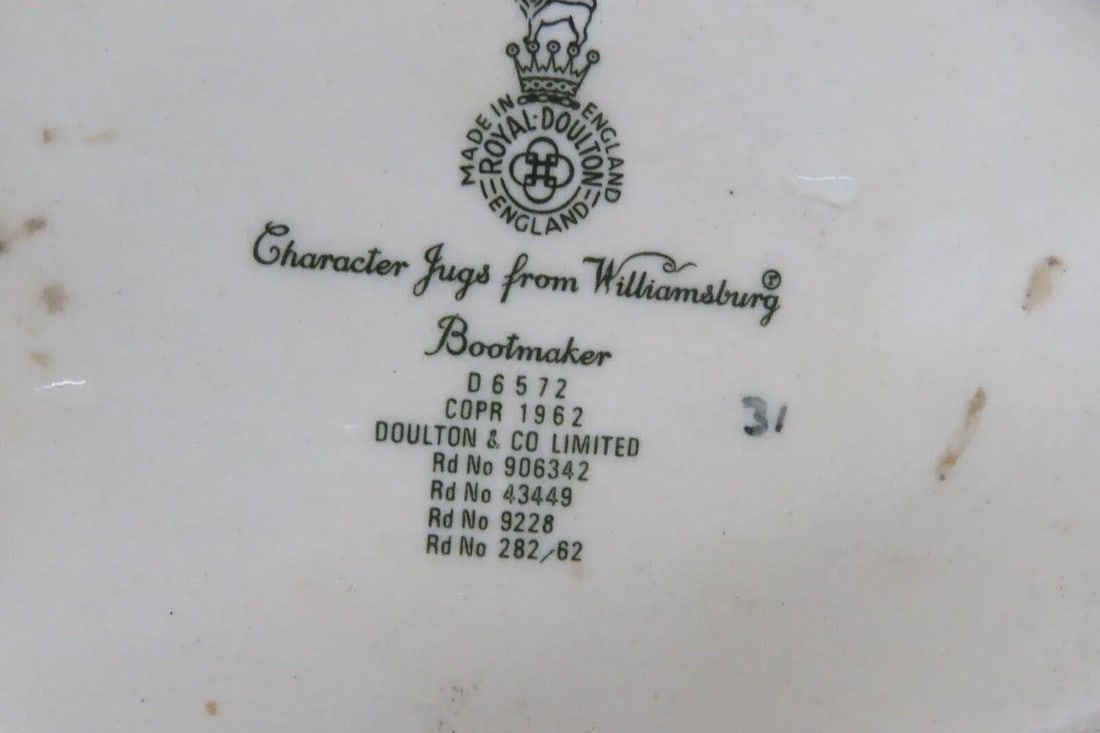 MADE IN ENGLAND
ROYAL·DOULTON
ENGLAND
Character Jugs from Williamsburg ®
Bootmaker
D 6572
COPR 1962
DOULTON & CO LIMITED
Rd No 906342
Rd No 43449
Rd No 9228
Rd No 282/62
31